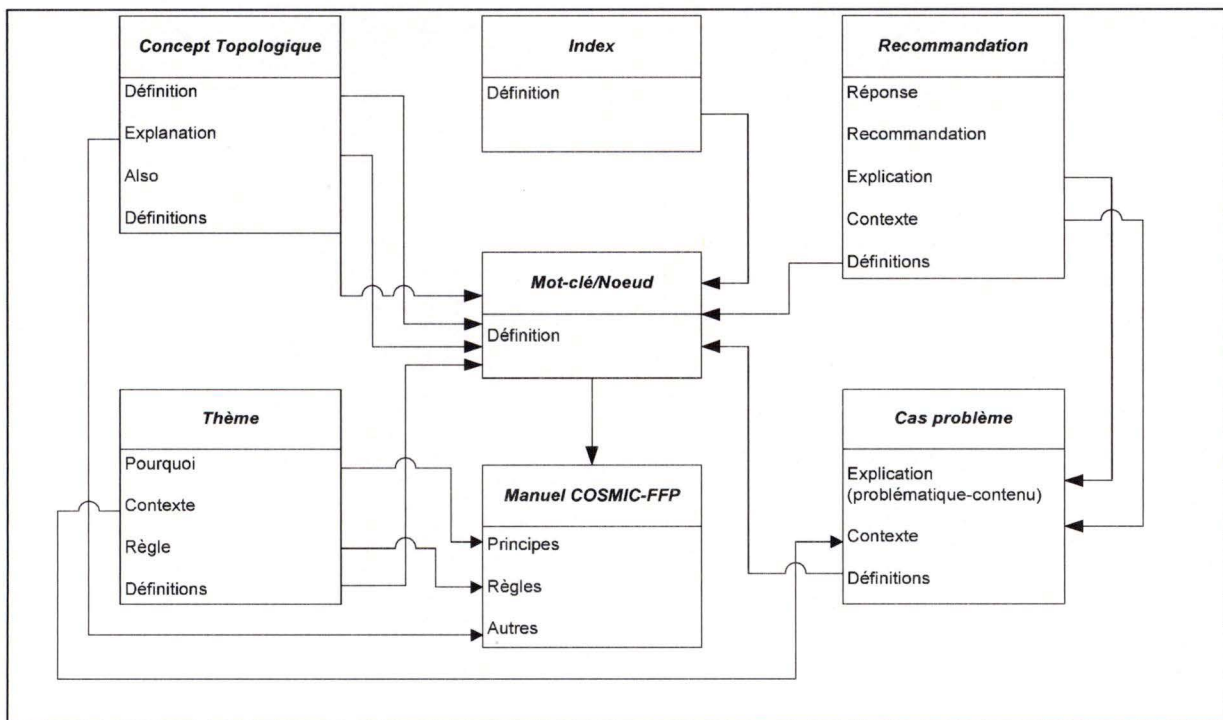 Concept Topologique
Définition
Explanation
Also
Définitions
Index
Définition
Recommandation
Réponse
Recommandation
Explication
Contexte
Définitions
Mot-clé/Noeud
Définition
Thème
Pourquoi
Contexte
Règle
Définitions
Manuel COSMIC-FFP
Principes
Règles
Autres
Cas problème
Explication
(problématique-contenu)
Contexte
Définitions